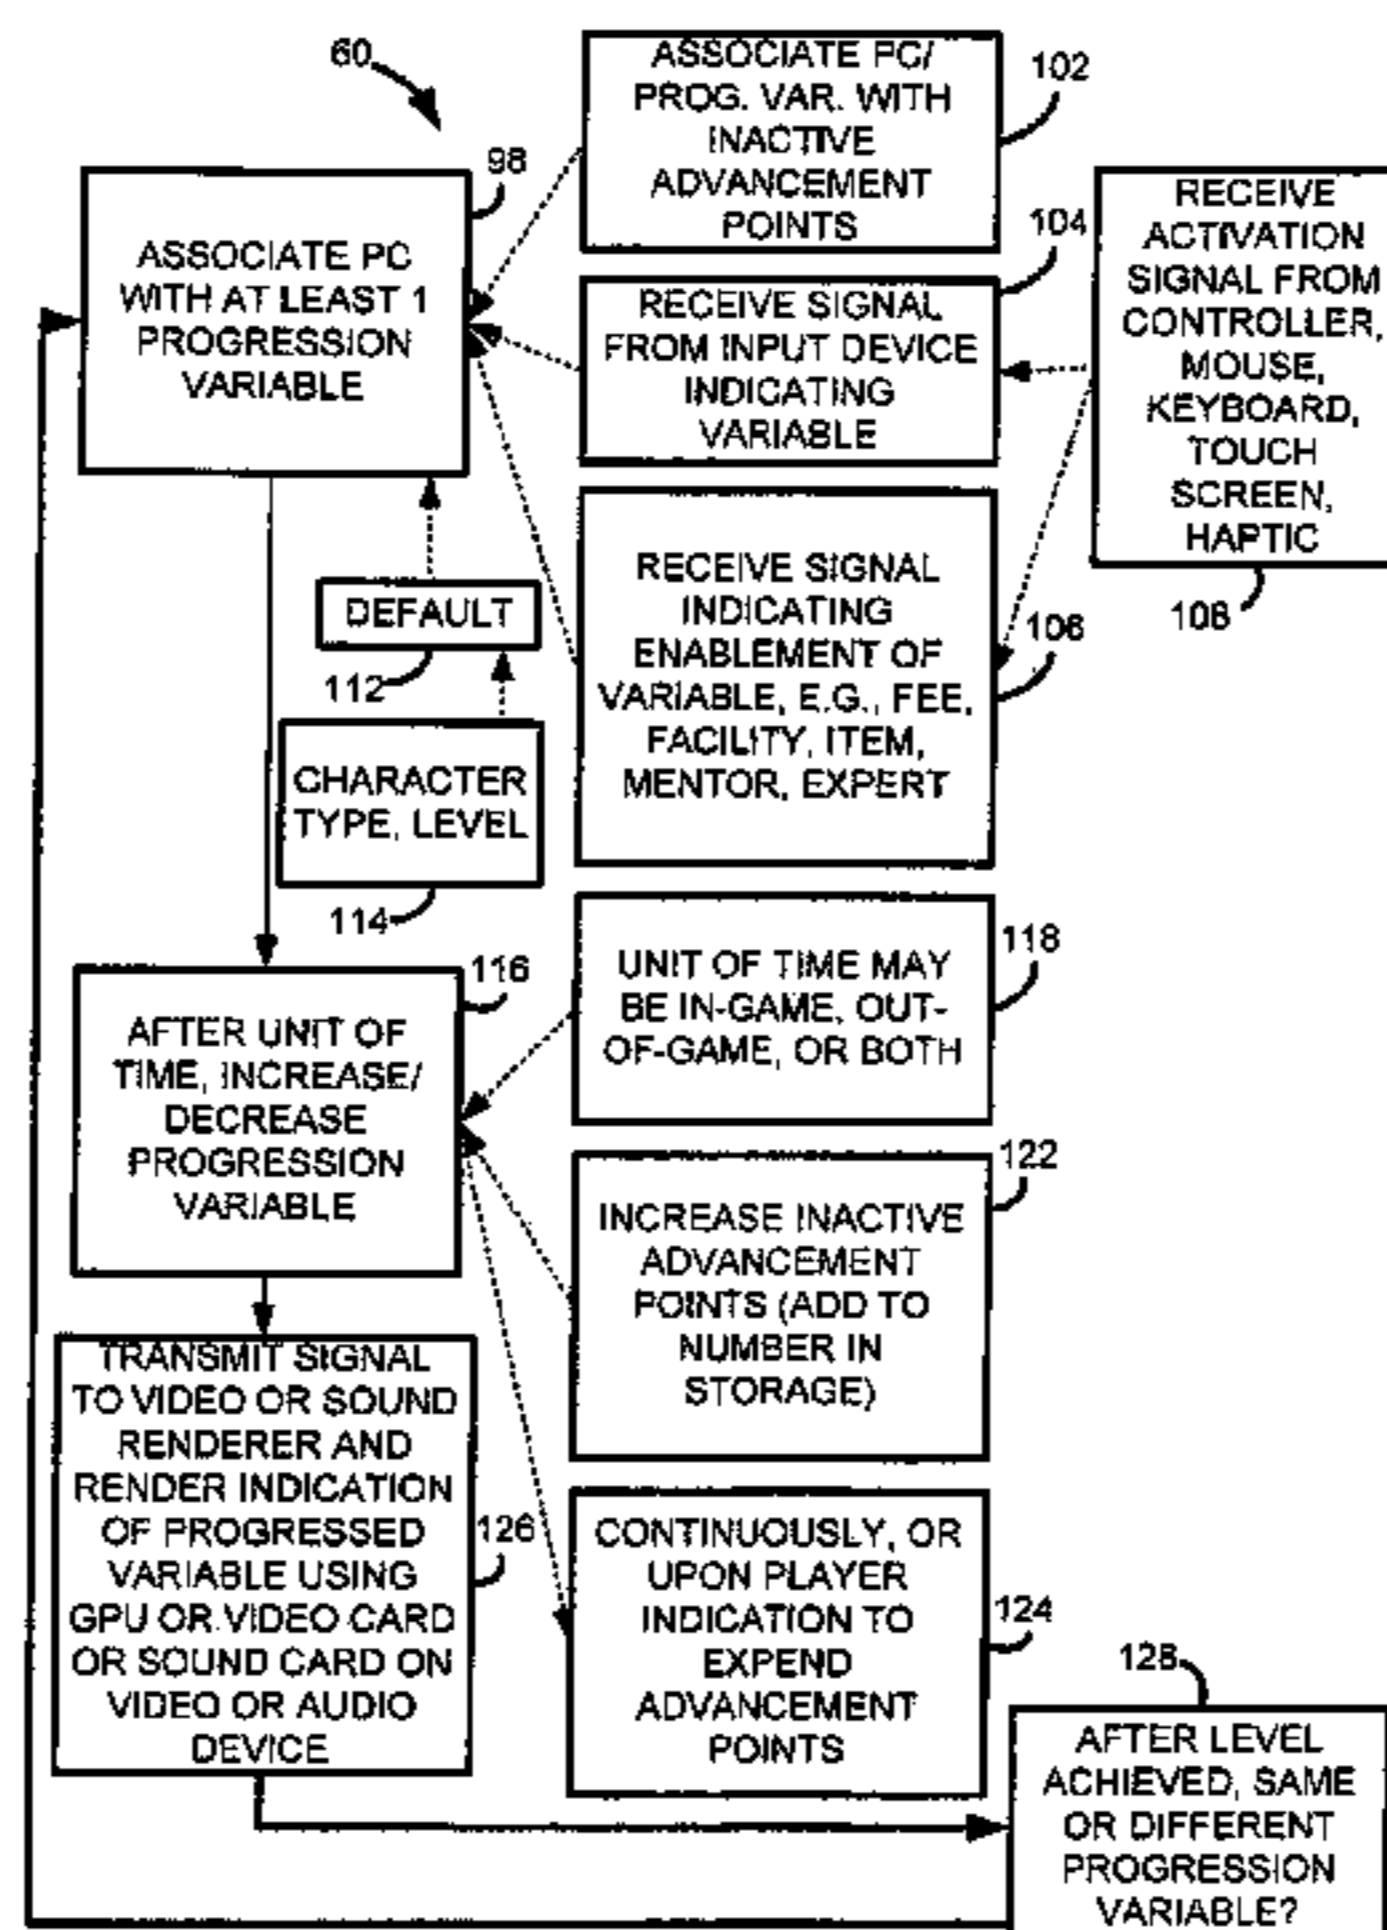 60
ASSOCIATE PC/
PROG. VAR. WITH
INACTIVE
ADVANCEMENT
POINTS
102
98
ASSOCIATE PC
WITH AT LEAST 1
PROGRESSION
VARIABLE
104
RECEIVE SIGNAL
FROM INPUT DEVICE
INDICATING
VARIABLE
RECEIVE
ACTIVATION
SIGNAL FROM
CONTROLLER,
MOUSE,
KEYBOARD,
TOUCH
SCREEN,
HAPTIC
108
RECEIVE SIGNAL
INDICATING
ENABLEMENT OF
VARIABLE, E.G., FEE,
FACILITY, ITEM,
MENTOR, EXPERT
106
DEFAULT
112
CHARACTER
TYPE, LEVEL
114
116
AFTER UNIT OF
TIME, INCREASE/
DECREASE
PROGRESSION
VARIABLE
UNIT OF TIME MAY
BE IN-GAME, OUT-
OF-GAME, OR BOTH
118
122
INCREASE INACTIVE
ADVANCEMENT
POINTS (ADD TO
NUMBER IN
STORAGE)
TRANSMIT SIGNAL
TO VIDEO OR SOUND
RENDERER AND
RENDER INDICATION
OF PROGRESSED
VARIABLE USING
GPU OR VIDEO CARD
OR SOUND CARD ON
VIDEO OR AUDIO
DEVICE
126
CONTINUOUSLY, OR
UPON PLAYER
INDICATION TO
EXPEND
ADVANCEMENT
POINTS
124
128
AFTER LEVEL
ACHIEVED, SAME
OR DIFFERENT
PROGRESSION
VARIABLE?